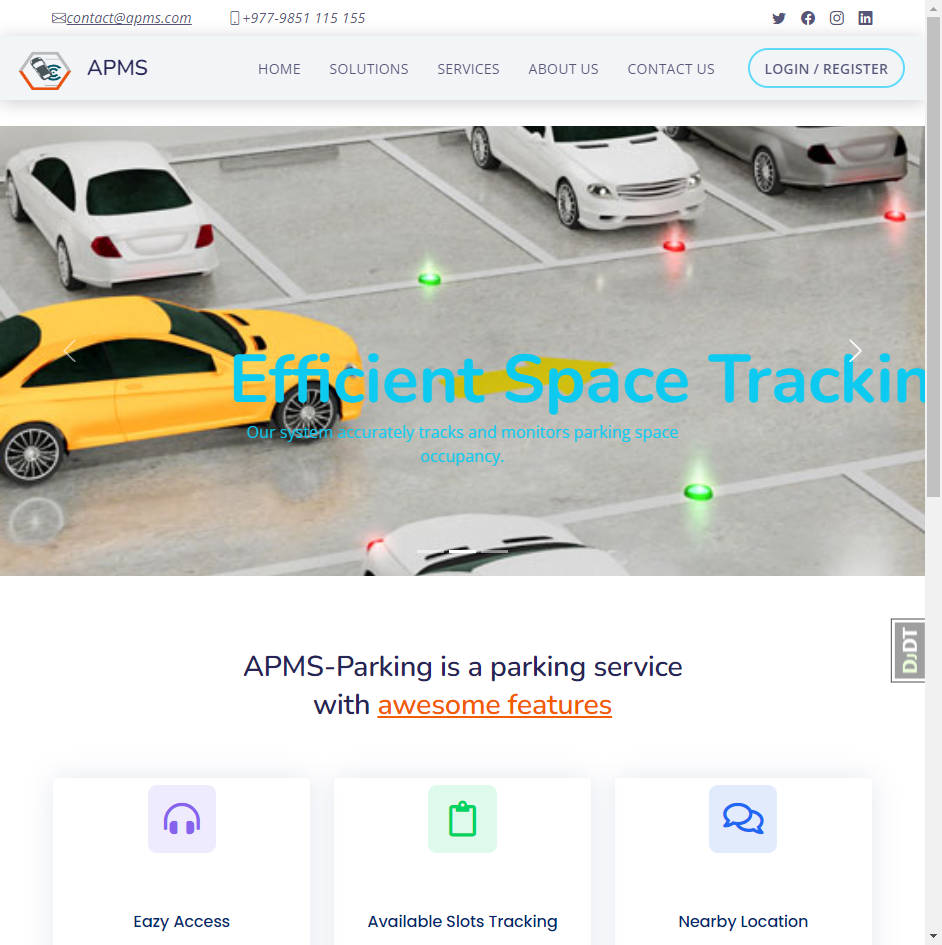 contact@apms.com +977-9851 115 155
APMS HOME SOLUTIONS SERVICES ABOUT US CONTACT US LOGIN / REGISTER
Efficient Space Trackin
Our system accurately tracks and monitors parking space
occupancy.
DjDT
APMS-Parking is a parking service
with awesome features
Eazy Access Available Slots Tracking Nearby Location